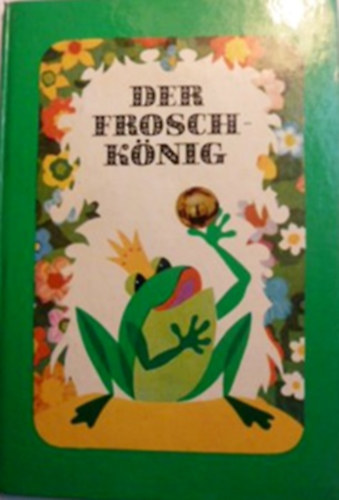 DER
FROSCH-
KÖNIG